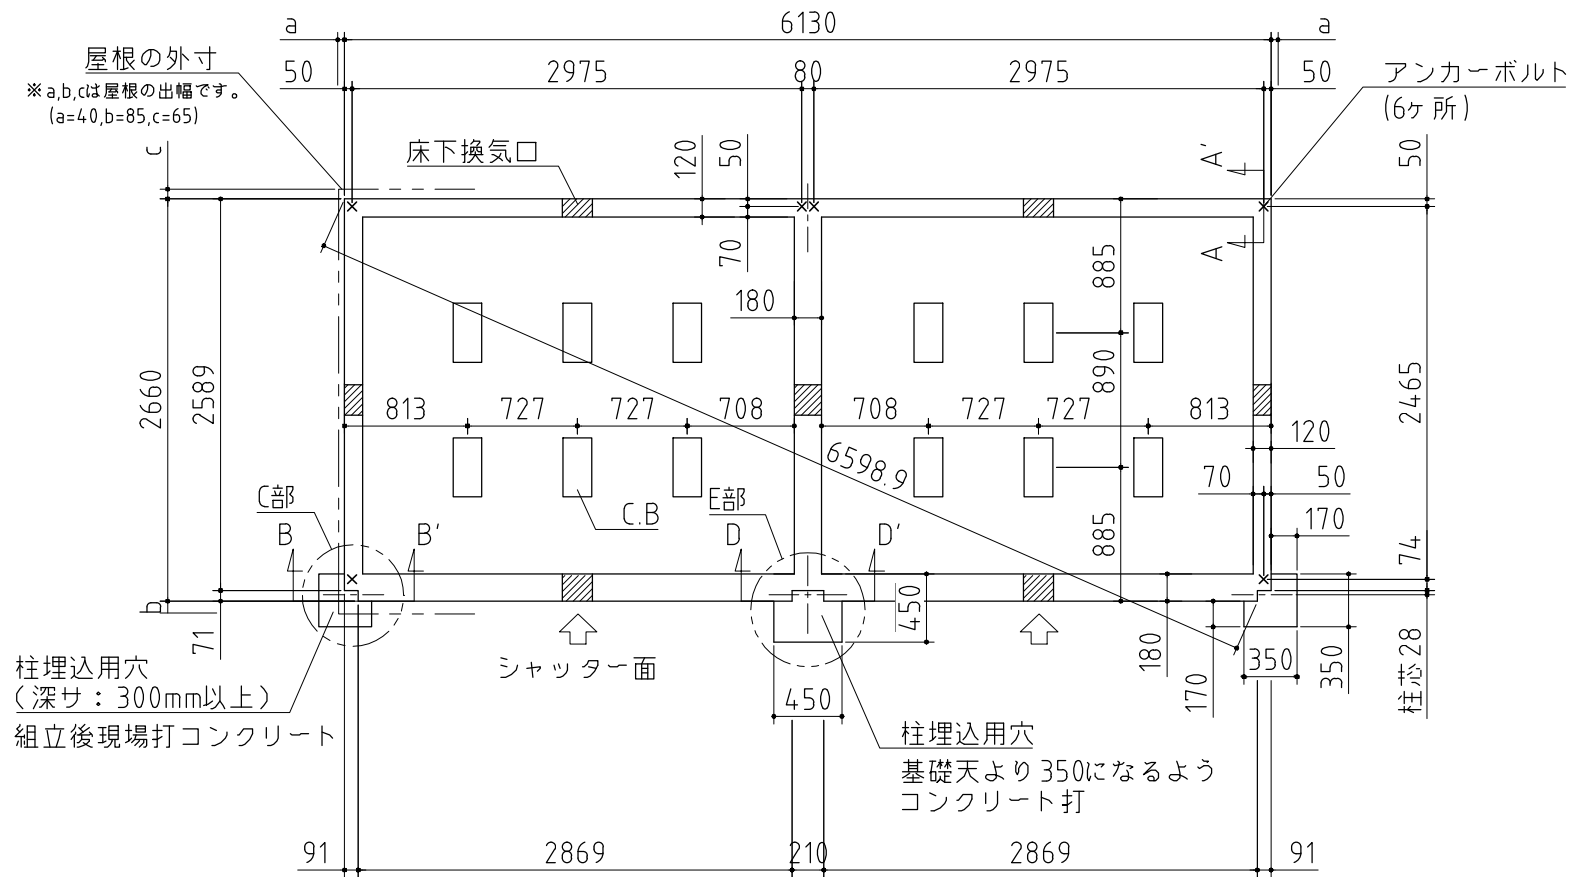 a
6130
a
屋根の外寸
※a,b,cは屋根の出幅です。
(a=40,b=85,c=65)
50
2975
80
2975
50
アンカーボルト
(6ヶ所)
c
床下換気口
120
50
A'
50
70
A
885
180
2660
2589
890
2465
813
727
727
708
708
727
727
813
120
6598.9
70
50
C部
C.B
E部
170
B
B'
D
D'
885
74
b
450
71
シャッター面
180
170
350
350
柱芯28
柱埋込用穴
(深サ：300mm以上)
組立後現場打コンクリート
450
柱埋込用穴
基礎天より350になるよう
コンクリート打
91
2869
210
2869
91